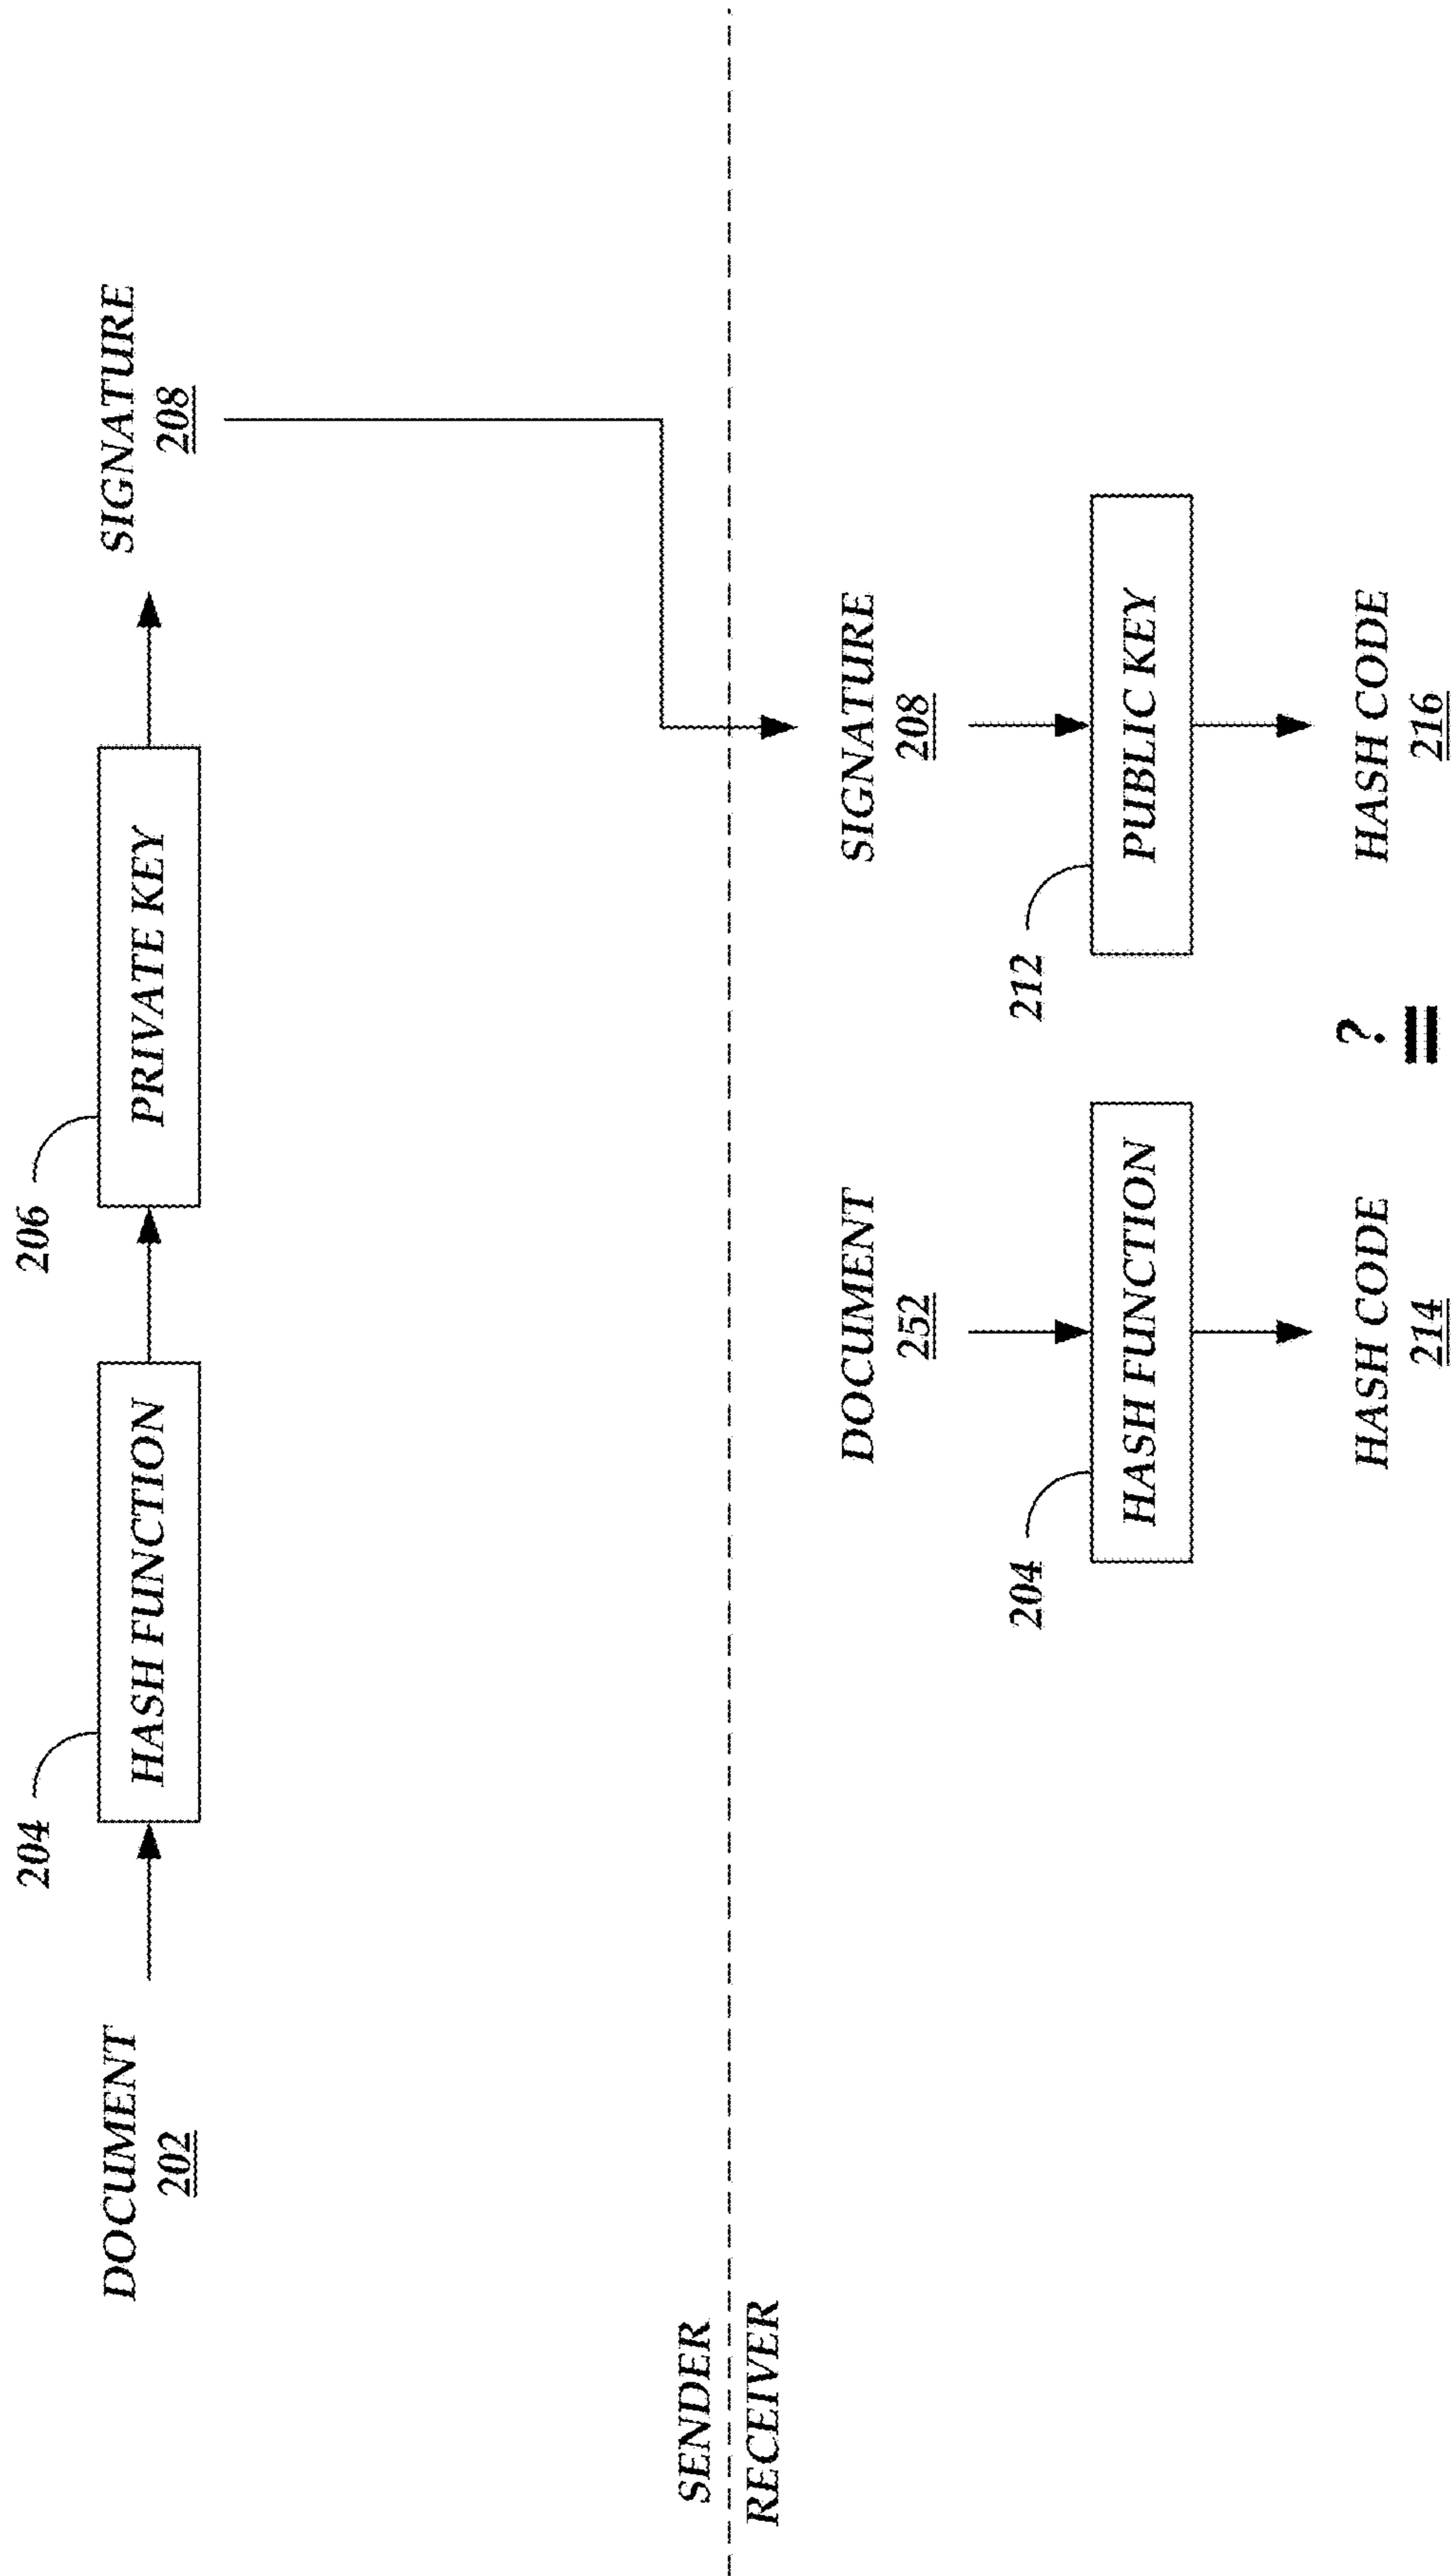 204
206
DOCUMENT
202
HASH FUNCTION
PRIVATE KEY
SIGNATURE
208
SENDER
RECEIVER
DOCUMENT
252
SIGNATURE
208
204
212
HASH FUNCTION
PUBLIC KEY
?
=
HASH CODE
214
HASH CODE
216